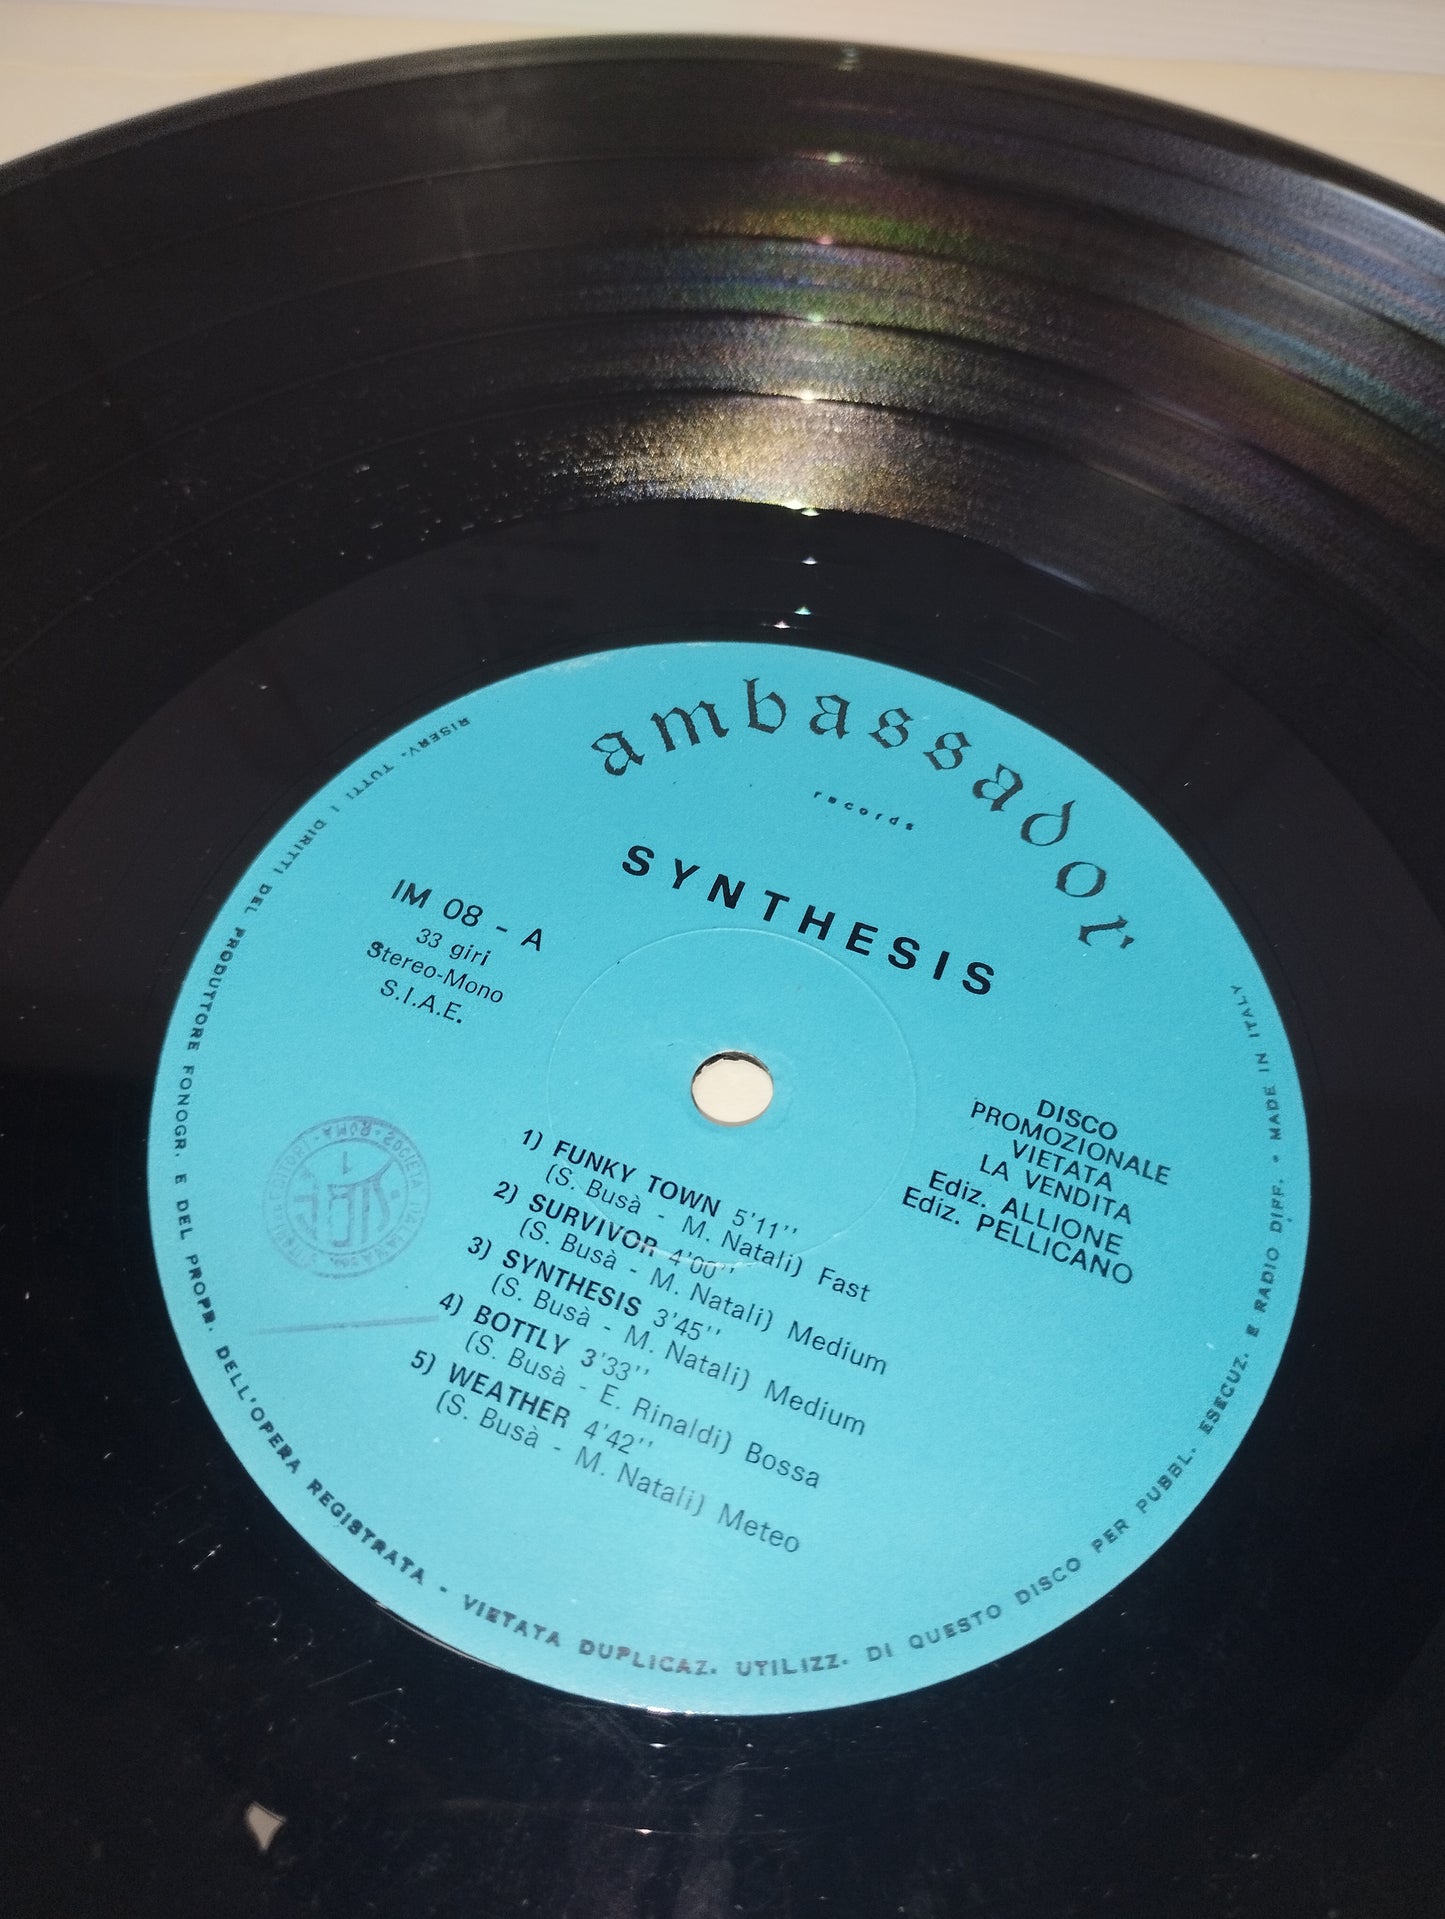 ambassador
records
SYNTHESIS
IM 08 - A
33 giri
Stereo-Mono
S.I.A.E.
DISCO
PROMOZIONALE
VIETATA
LA VENDITA
Ediz. ALLIONE
Ediz. PELLICANO
1) FUNKY TOWN 5'11''
(S. Busà - M. Natali) Fast
2) SURVIVOR 4'00''
(S. Busà - M. Natali) Medium
3) SYNTHESIS 3'45''
(S. Busà - M. Natali) Medium
4) BOTTLY 3'33''
(S. Busà - E. Rinaldi) Bossa
5) WEATHER 4'42''
(S. Busà - M. Natali) Meteo
RISERV. TUTTI I DIRITTI DEL PRODUTTORE FONOGR. E DEL PROPR. DELL'OPERA REGISTRATA - VIETATA DUPLICAZ. UTILIZZ. DI QUESTO DISCO PER PUBBL. ESECUZ. E RADIO DIFF. • MADE IN ITALY
SOCIETÀ ITALIANA ROMA
SIAE